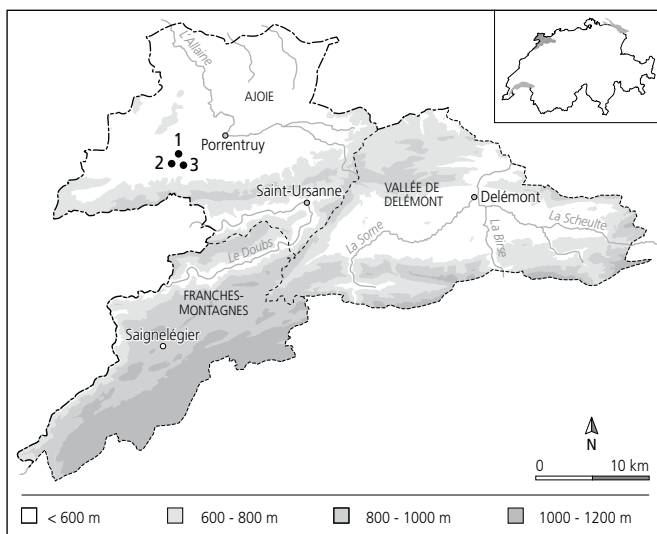 L'Allaine
AJOIE
Porrentruy
1
2 3
Saint-Ursanne
VALLÉE DE
DELÉMONT
Delémont
La Scheulte
La Sorne
La Birse
Le Doubs
FRANCHES-
MONTAGNES
Saignelégier
N
0 10 km
< 600 m 600 - 800 m 800 - 1000 m 1000 - 1200 m